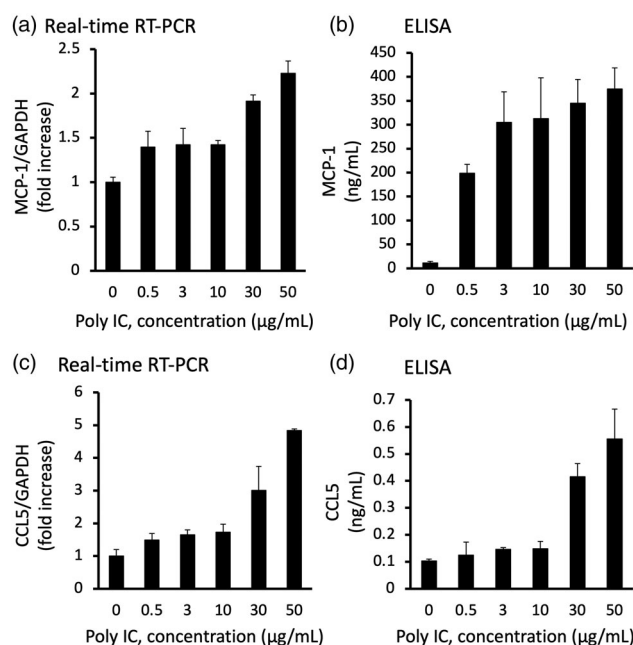 (a) Real-time RT-PCR
MCP-1/GAPDH
(fold increase)
2.5
2
1.5
1
0.5
0
0 0.5 3 10 30 50
Poly IC, concentration (μg/mL)
(b) ELISA
MCP-1
(ng/mL)
450
400
350
300
250
200
150
100
50
0
0 0.5 3 10 30 50
Poly IC, concentration (μg/mL)
(c) Real-time RT-PCR
CCL5/GAPDH
(fold increase)
6
5
4
3
2
1
0
0 0.5 3 10 30 50
Poly IC, concentration (μg/mL)
(d) ELISA
CCL5
(ng/mL)
0.7
0.6
0.5
0.4
0.3
0.2
0.1
0
0 0.5 3 10 30 50
Poly IC, concentration (μg/mL)